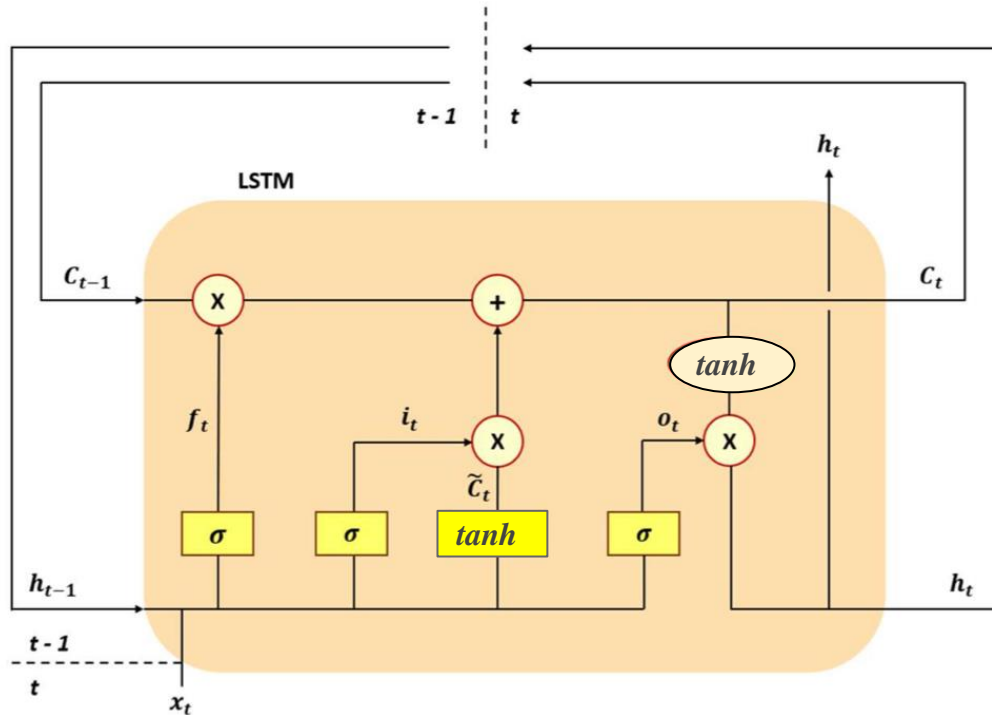 t - 1 t
h_t
LSTM
C_{t-1} × + C_t
tanh
f_t i_t × o_t ×
C̃_t
σ σ tanh σ
h_{t-1} h_t
t - 1
t
x_t